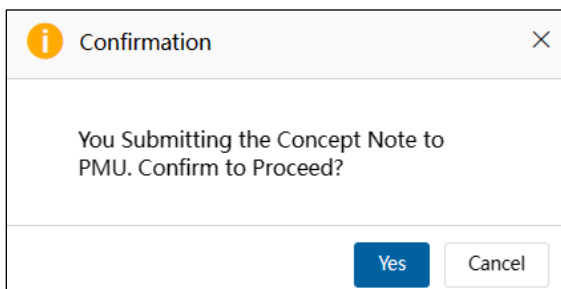 Confirmation
You Submitting the Concept Note to
PMU. Confirm to Proceed?
Yes
Cancel